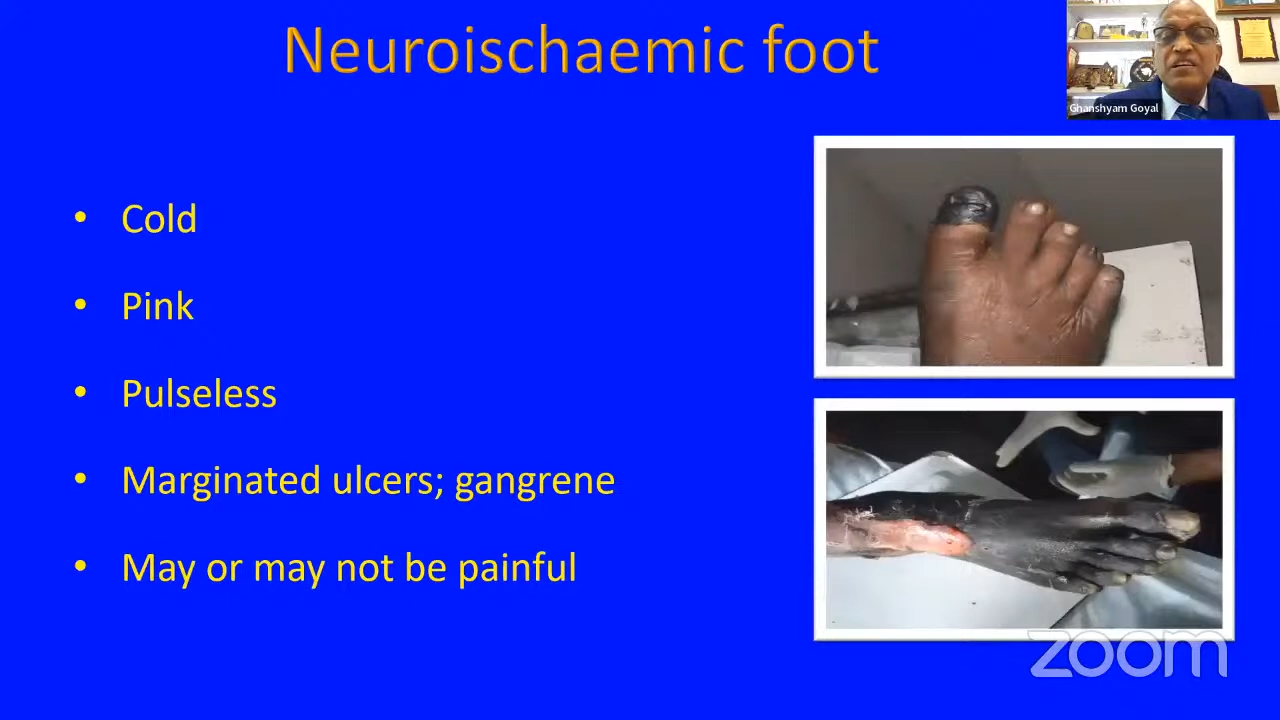 Neuroischaemic foot
Ghanshyam Goyal
• Cold
• Pink
• Pulseless
• Marginated ulcers; gangrene
• May or may not be painful
zoom